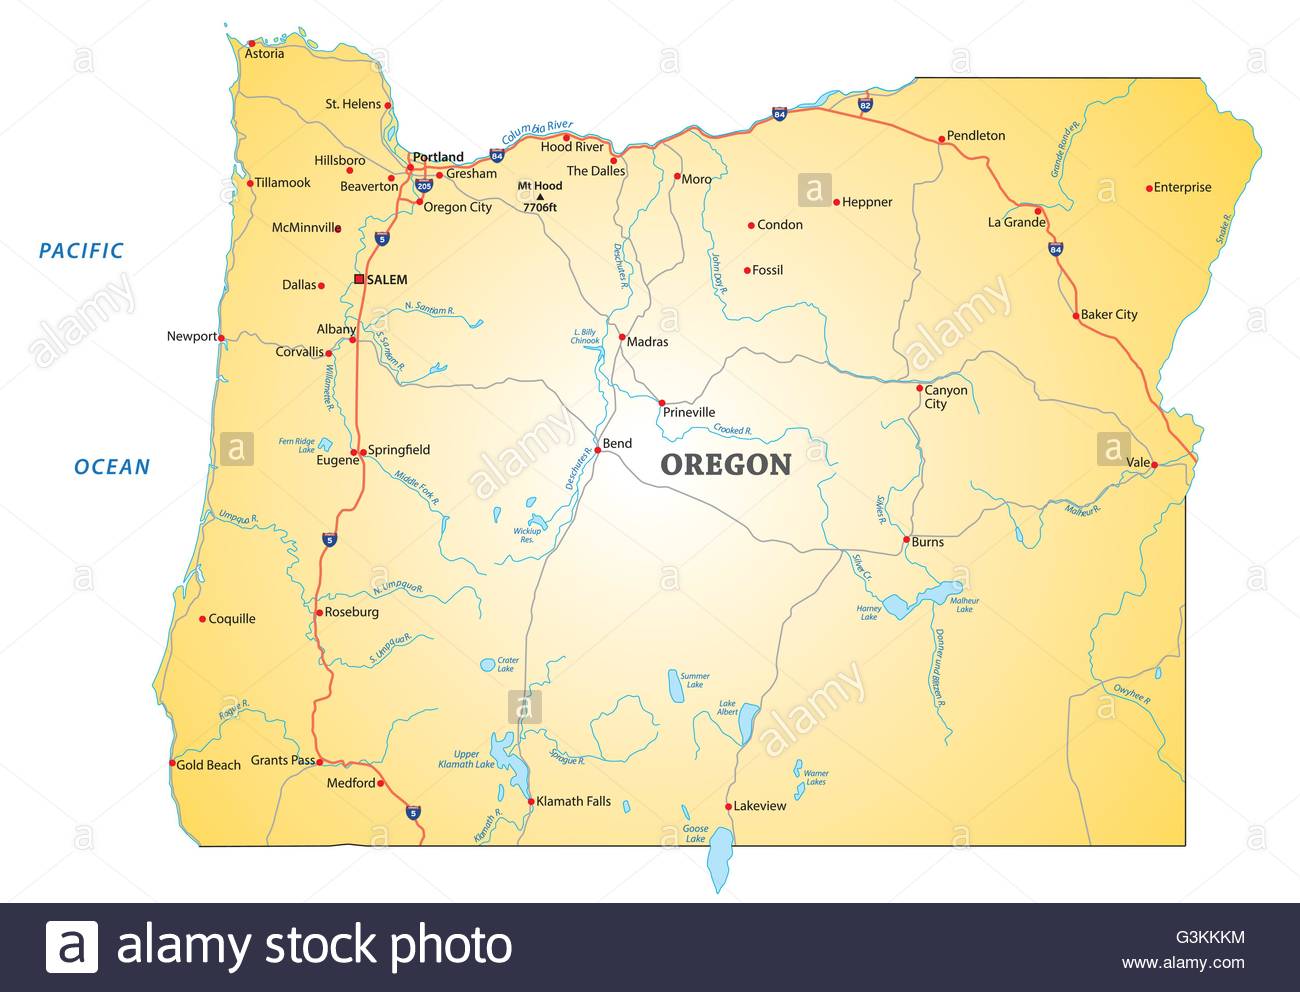 Astoria
St. Helens
Columbia River
84
82
Pendleton
Hood River
Hillsboro
Portland
84
The Dalles
Grande Ronde R.
Tillamook
Beaverton
Gresham
205
Mt Hood
7706ft
Moro
Heppner
Enterprise
Oregon City
La Grande
McMinnville
5
Condon
Snake R.
PACIFIC
84
Deschutes R.
John Day R.
Fossil
Dallas
SALEM
N. Santiam R.
Baker City
Newport
Albany
L. Billy
Chinook
Madras
Corvallis
S. Santiam R.
Willamette R.
Canyon
City
Prineville
Crooked R.
Fern Ridge
Lake
Springfield
Eugene
Bend
OREGON
Vale
OCEAN
Deschutes R.
Middle Fork R.
Umpqua R.
Wickiup
Res.
Silvies R.
Malheur R.
5
Burns
Silver Cr.
N. Umpqua R.
Malheur
Lake
Harney
Lake
Roseburg
Coquille
S. Umpqua R.
Donner und Blitzen R.
Crater
Lake
Summer
Lake
Owyhee R.
Lake
Albert
Rogue R.
Upper
Klamath Lake
Sprague R.
Gold Beach
Grants Pass
Medford
Warner
Lakes
Klamath Falls
Lakeview
5
Klamath R.
Goose
Lake
a
alamy
a alamy stock photo
G3KKKM
www.alamy.com